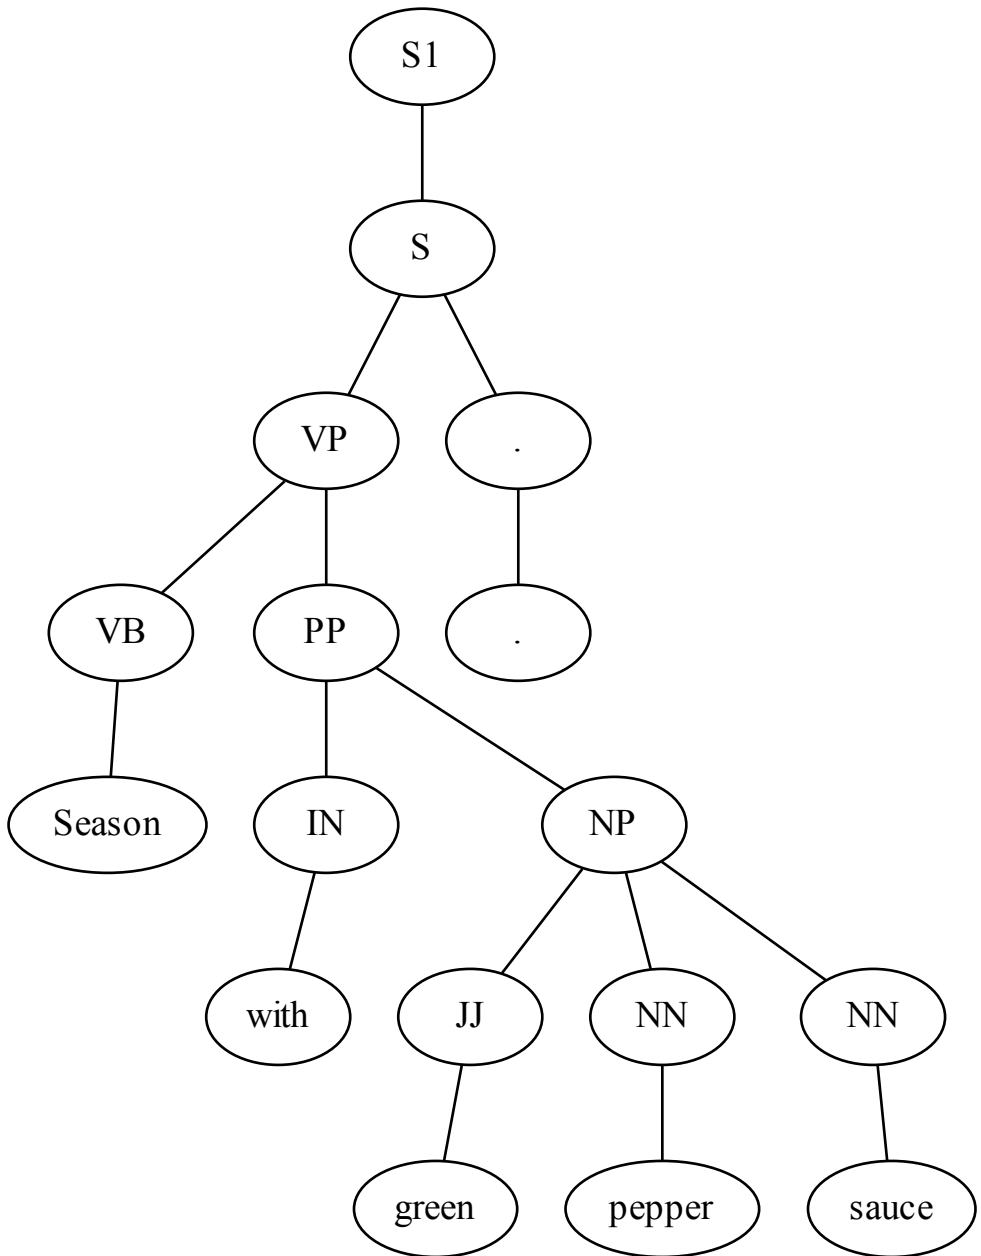 S1
S
VP .
VB PP .
Season IN NP
with JJ NN NN
green pepper sauce